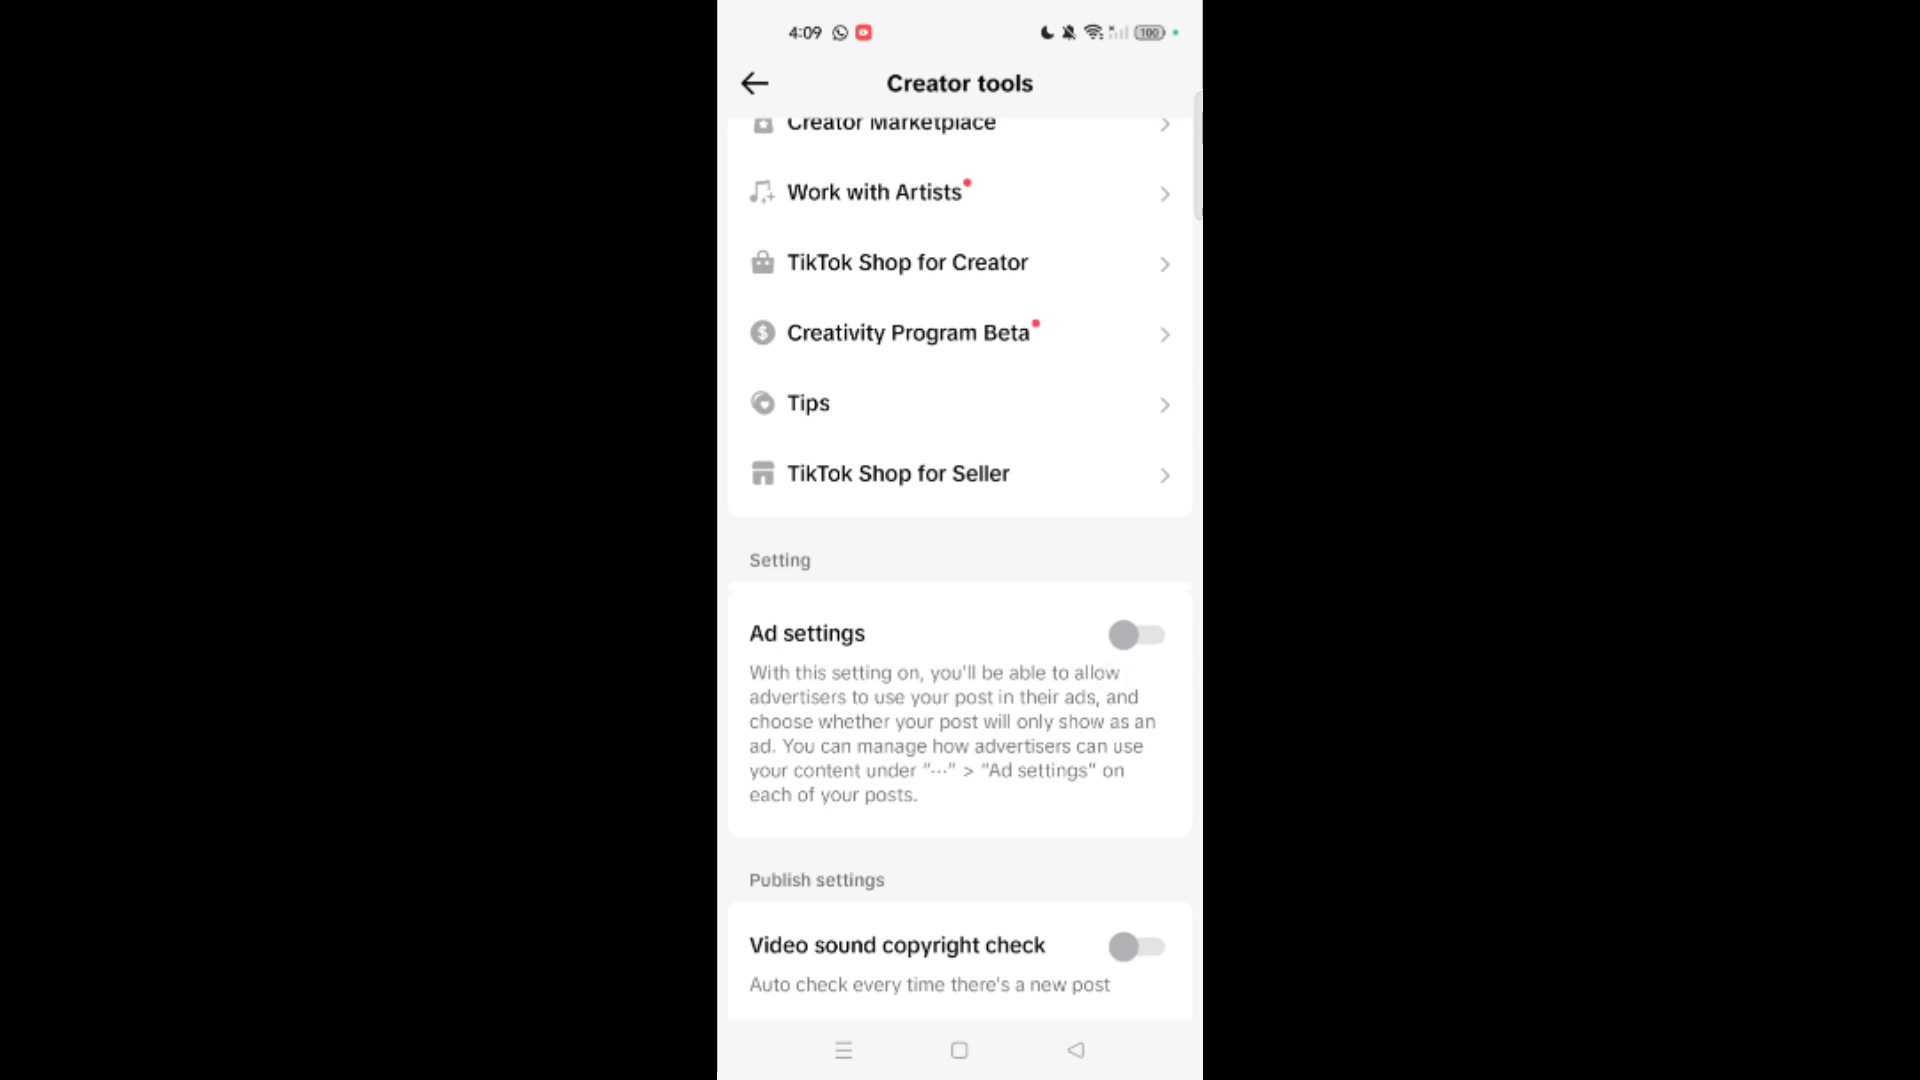 4:09
100
Creator tools
Creator Marketplace
Work with Artists
TikTok Shop for Creator
Creativity Program Beta
Tips
TikTok Shop for Seller
Setting
Ad settings
With this setting on, you'll be able to allow
advertisers to use your post in their ads, and
choose whether your post will only show as an
ad. You can manage how advertisers can use
your content under “···” > “Ad settings” on
each of your posts.
Publish settings
Video sound copyright check
Auto check every time there's a new post